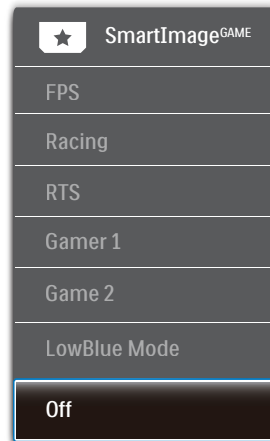 SmartImageGAME
FPS
Racing
RTS
Gamer 1
Game 2
LowBlue Mode
Off